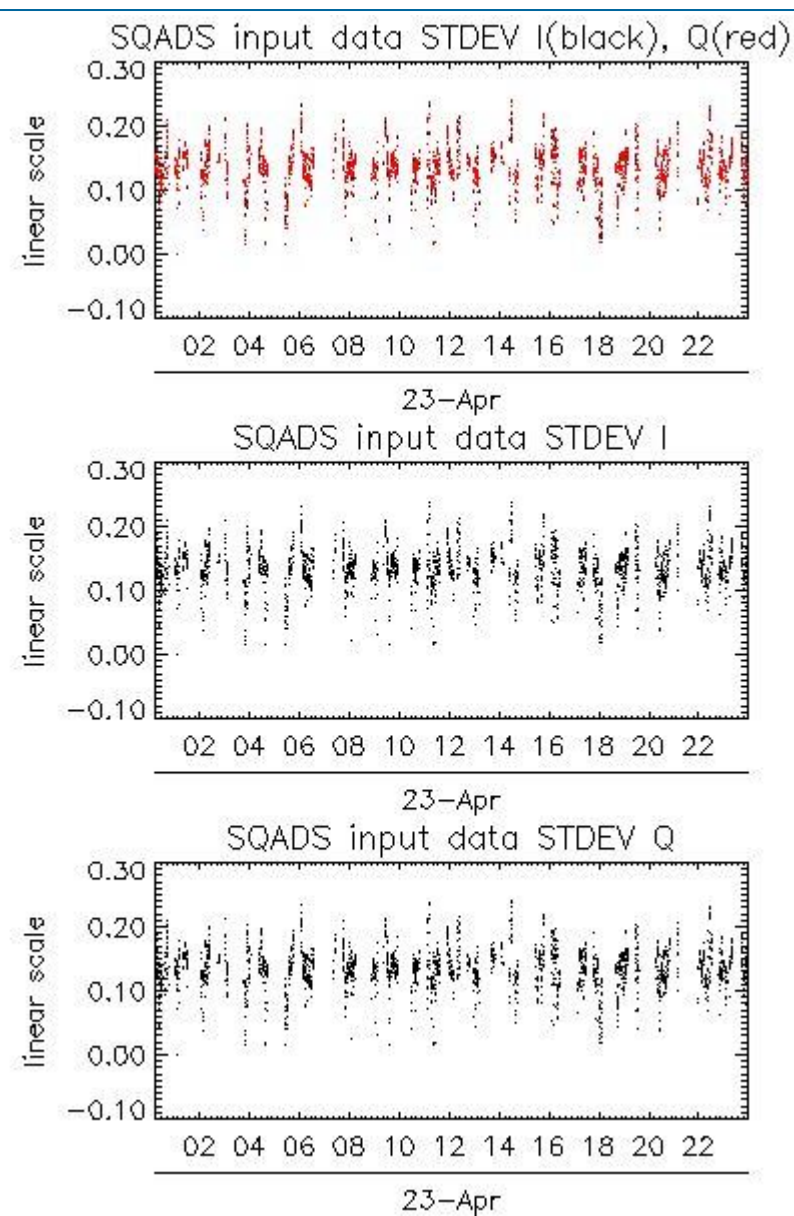 SQADS input data STDEV I(black), Q(red)
0.30
0.20
0.10
0.00
-0.10
linear scale
02 04 06 08 10 12 14 16 18 20 22
23-Apr
SQADS input data STDEV I
0.30
0.20
0.10
0.00
-0.10
linear scale
02 04 06 08 10 12 14 16 18 20 22
23-Apr
SQADS input data STDEV Q
0.30
0.20
0.10
0.00
-0.10
linear scale
02 04 06 08 10 12 14 16 18 20 22
23-Apr